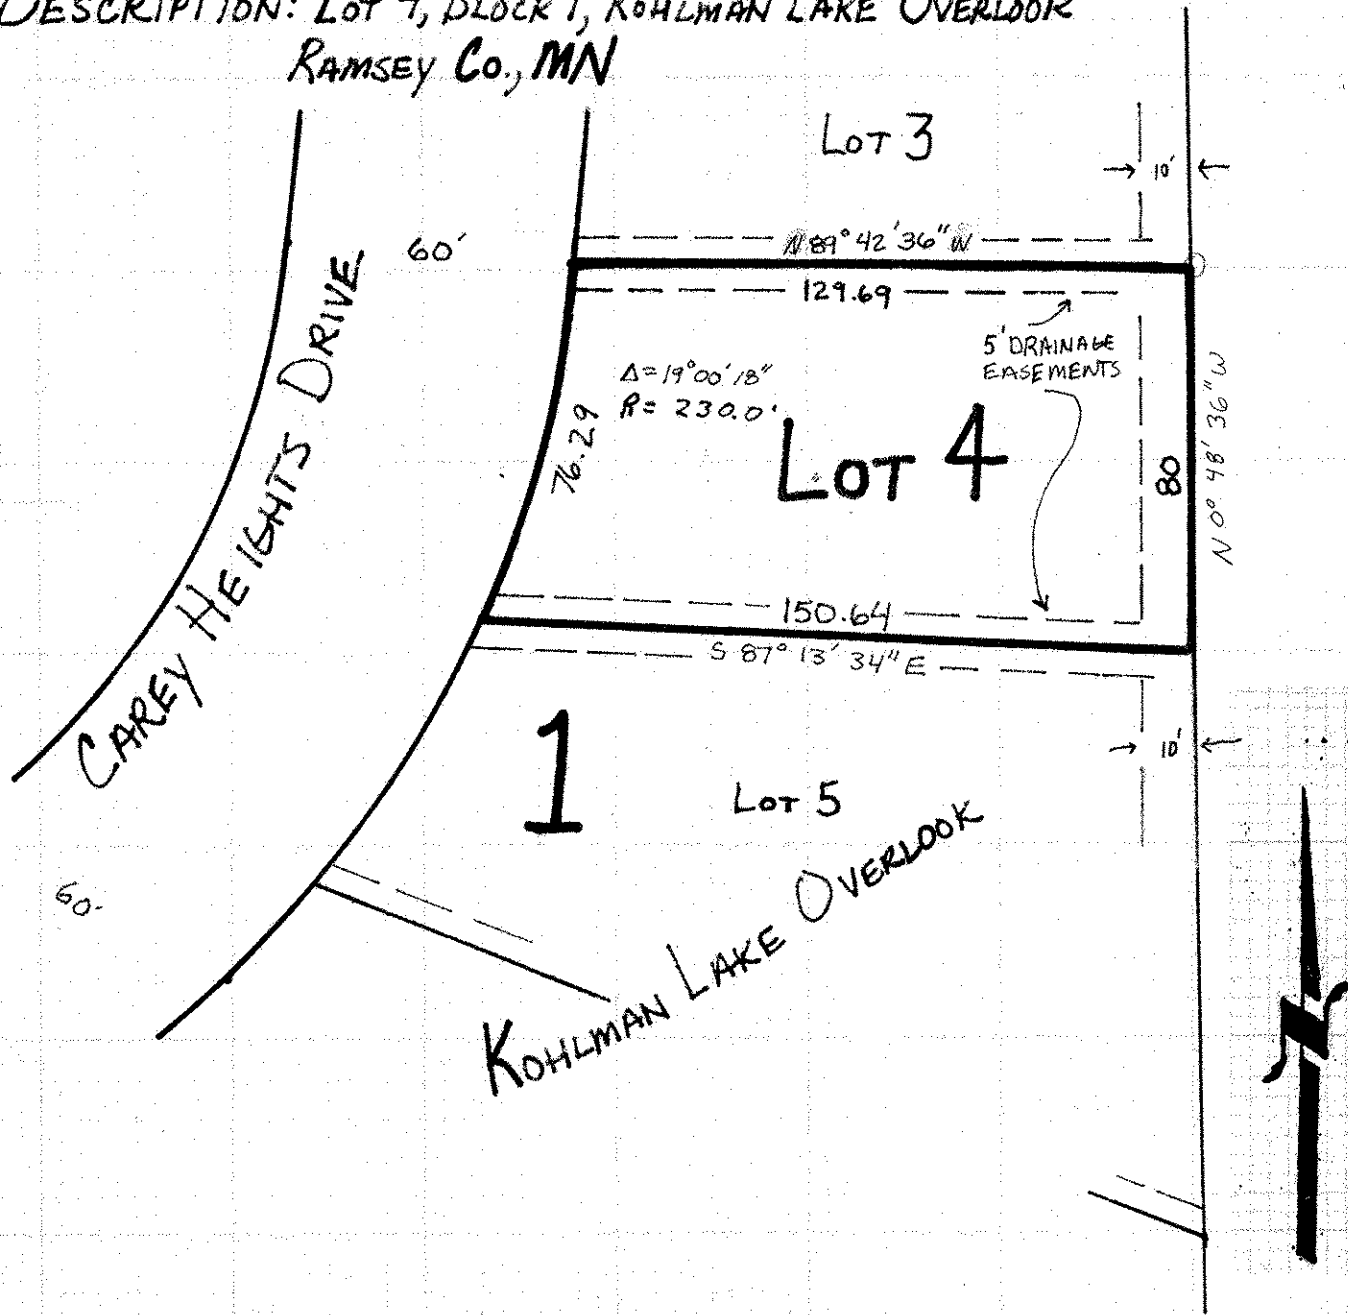 DESCRIPTION: LOT 4, BLOCK 1, KOHLMAN LAKE OVERLOOK
RAMSEY CO., MN
LOT 3
10'
60'
N 89° 42' 36" W
129.69
CAREY HEIGHTS DRIVE
5' DRAINAGE
EASEMENTS
Δ = 19° 00' 18"
R = 230.0'
76.29
LOT 4
80
N 0° 48' 36" W
150.64
S 87° 13' 34" E
1
10'
LOT 5
60.
KOHLMAN LAKE OVERLOOK